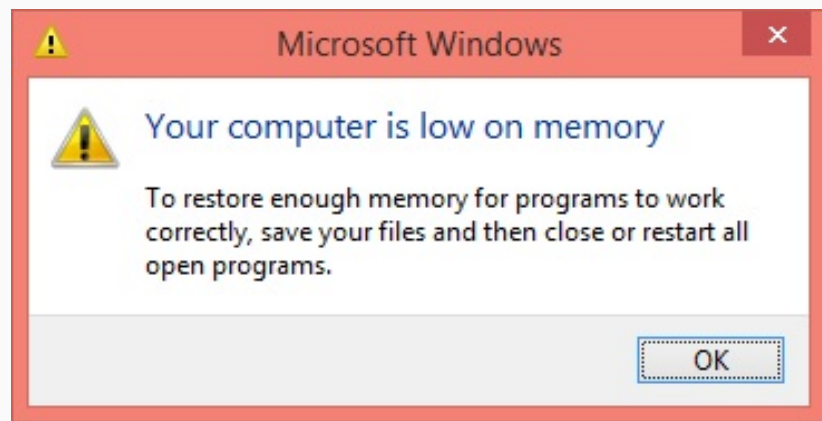 Microsoft Windows
Your computer is low on memory
To restore enough memory for programs to work
correctly, save your files and then close or restart all
open programs.
OK